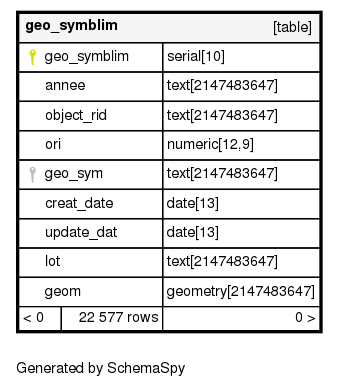 geo_symblim [table]
geo_symblim serial[10]
annee text[2147483647]
object_rid text[2147483647]
ori numeric[12,9]
geo_sym text[2147483647]
creat_date date[13]
update_dat date[13]
lot text[2147483647]
geom geometry[2147483647]
< 0 22 577 rows 0 >
Generated by SchemaSpy